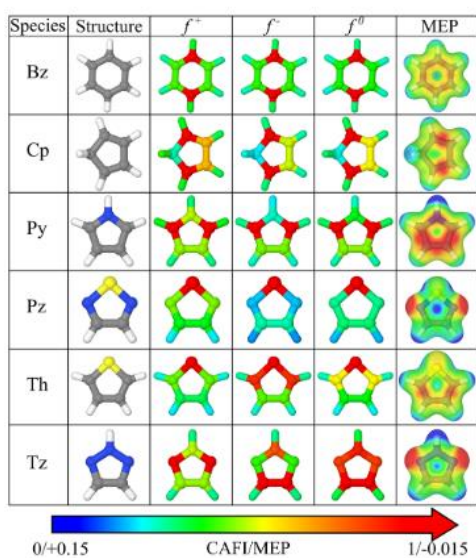 Species Structure f⁺ f⁻ f⁰ MEP
Bz
Cp
Py
Pz
Th
Tz
0/+0.15 CAFI/MEP 1/-0.015